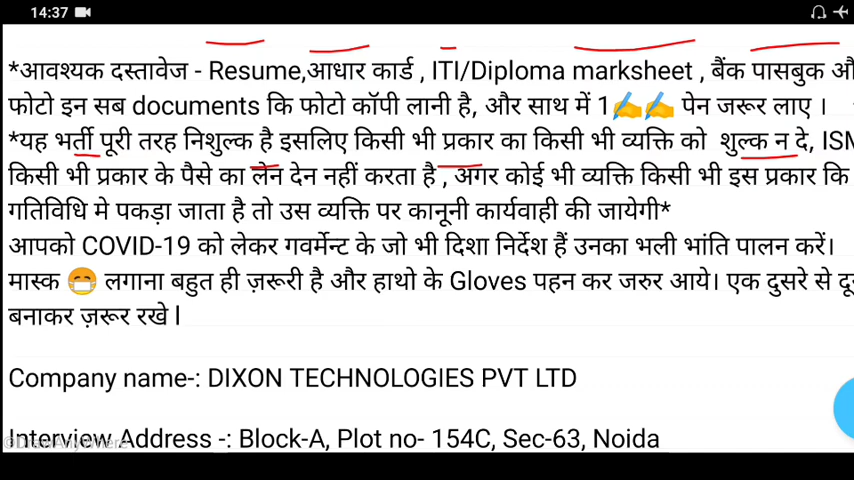 14:37
*आवश्यक दस्तावेज - Resume,आधार कार्ड , ITI/Diploma marksheet , बैंक पासबुक
फोटो इन सब documents कि फोटो कॉपी लानी है, और साथ में 1✍️✍️ पेन जरूर लाए ।
*यह भर्ती पूरी तरह निशुल्क है इसलिए किसी भी प्रकार का किसी भी व्यक्ति को शुल्क न दे,
किसी भी प्रकार के पैसे का लेन देन नहीं करता है , अगर कोई भी व्यक्ति किसी भी इस प्रकार कि
गतिविधि मे पकड़ा जाता है तो उस व्यक्ति पर कानूनी कार्यवाही की जायेगी*
आपको COVID-19 को लेकर गवर्मेन्ट के जो भी दिशा निर्देश हैं उनका भली भांति पालन करें।
मास्क 😷 लगाना बहुत ही ज़रूरी है और हाथो के Gloves पहन कर जरुर आये। एक दुसरे से
बनाकर ज़रूर रखे |
Company name-: DIXON TECHNOLOGIES PVT LTD
Interview Address -: Block-A, Plot no- 154C, Sec-63, Noida